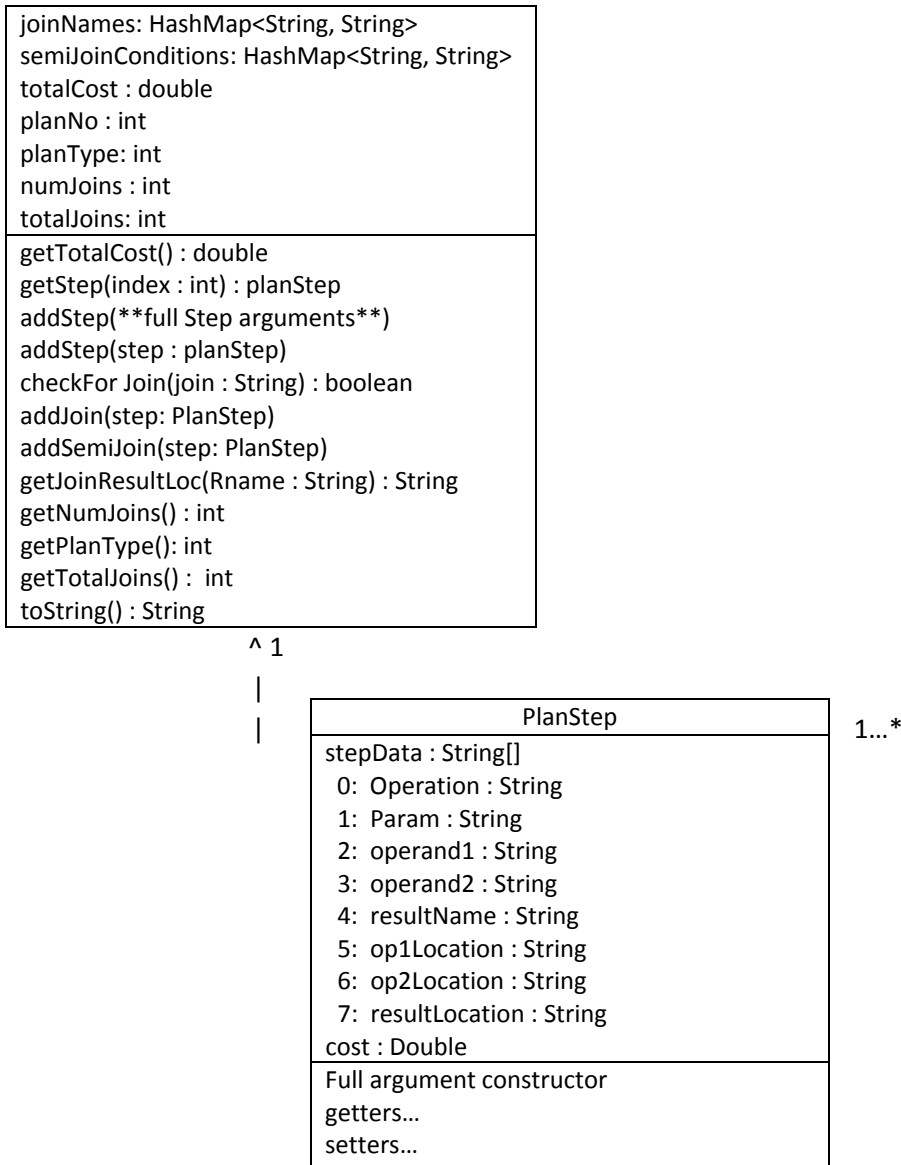 joinNames: HashMap<String, String>
semiJoinConditions: HashMap<String, String>
totalCost : double
planNo : int
planType: int
numJoins : int
totalJoins: int
getTotalCost() : double
getStep(index : int) : planStep
addStep(**full Step arguments**)
addStep(step : planStep)
checkFor Join(join : String) : boolean
addJoin(step: PlanStep)
addSemiJoin(step: PlanStep)
getJoinResultLoc(Rname : String) : String
getNumJoins() : int
getPlanType(): int
getTotalJoins() :  int
toString() : String
^ 1
|
|
PlanStep
1…*
stepData : String[]
0:  Operation : String
1:  Param : String
2:  operand1 : String
3:  operand2 : String
4:  resultName : String
5:  op1Location : String
6:  op2Location : String
7:  resultLocation : String
cost : Double
Full argument constructor
getters…
setters…